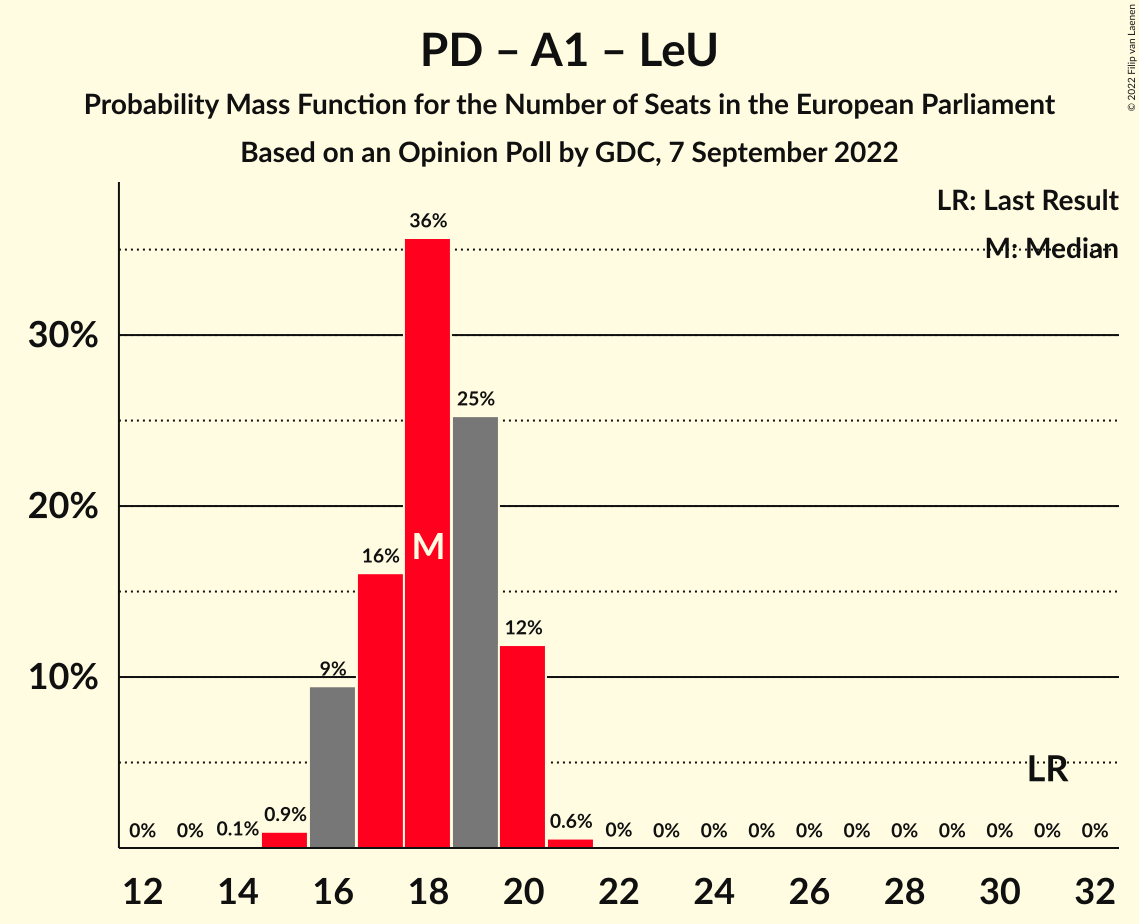 PD – A1 – LeU
Probability Mass Function for the Number of Seats in the European Parliament
Based on an Opinion Poll by GDC, 7 September 2022
© 2022 Filip van Laenen
LR: Last Result
M: Median
36%
30%
25%
20%
M
16%
12%
9%
10%
LR
0% 0% 0.1% 0.9% 0.6% 0% 0% 0% 0% 0% 0% 0% 0% 0% 0% 0%
12 14 16 18 20 22 24 26 28 30 32